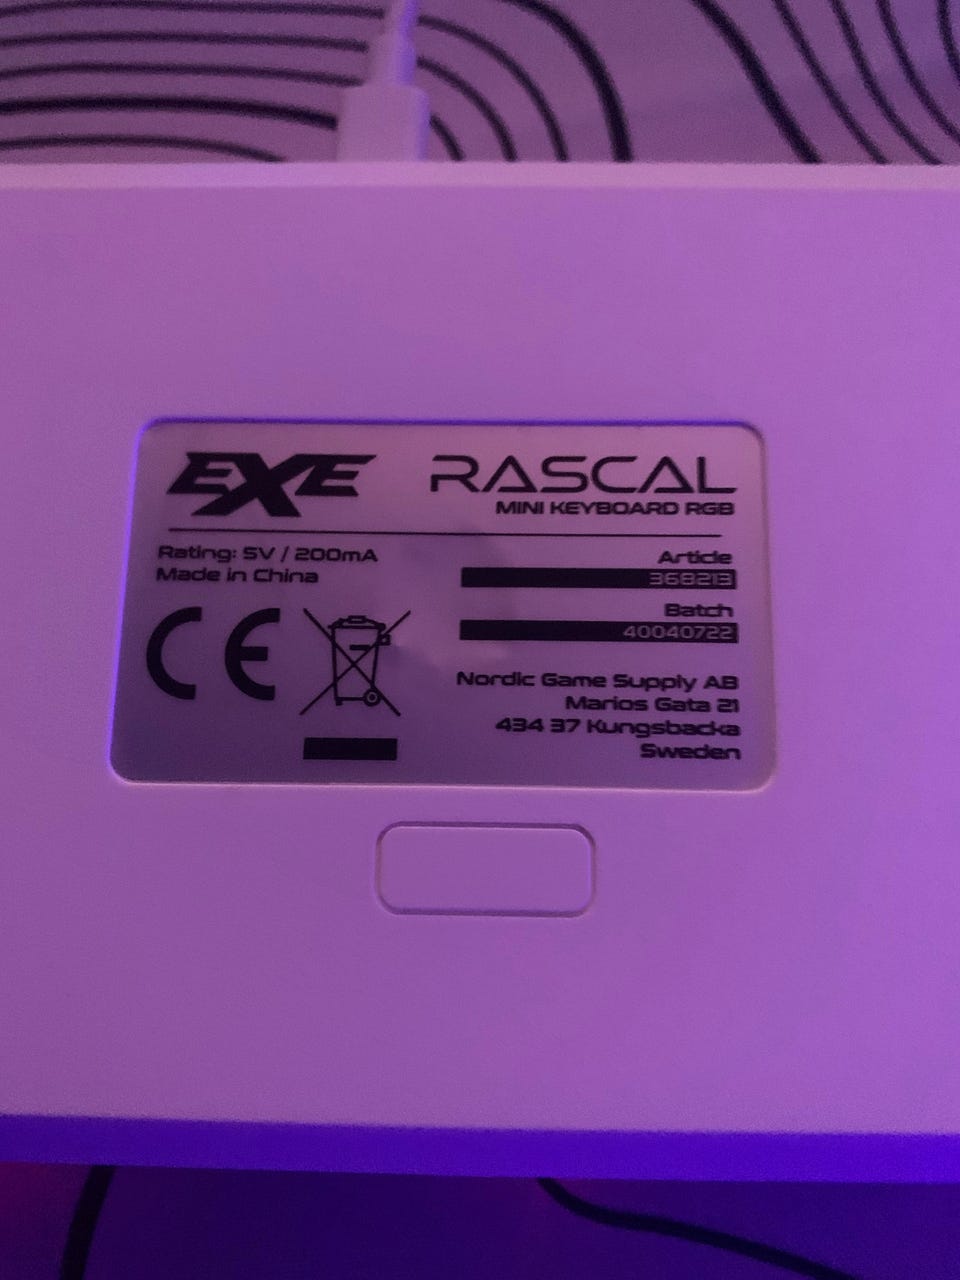 EXE
RASCAL
MINI KEYBOARD RGB
Rating: 5V / 200mA
Made in China
Article
368213
Batch
40040722
CE
Nordic Game Supply AB
Marios Gata 21
434 37 Kungsbacka
Sweden